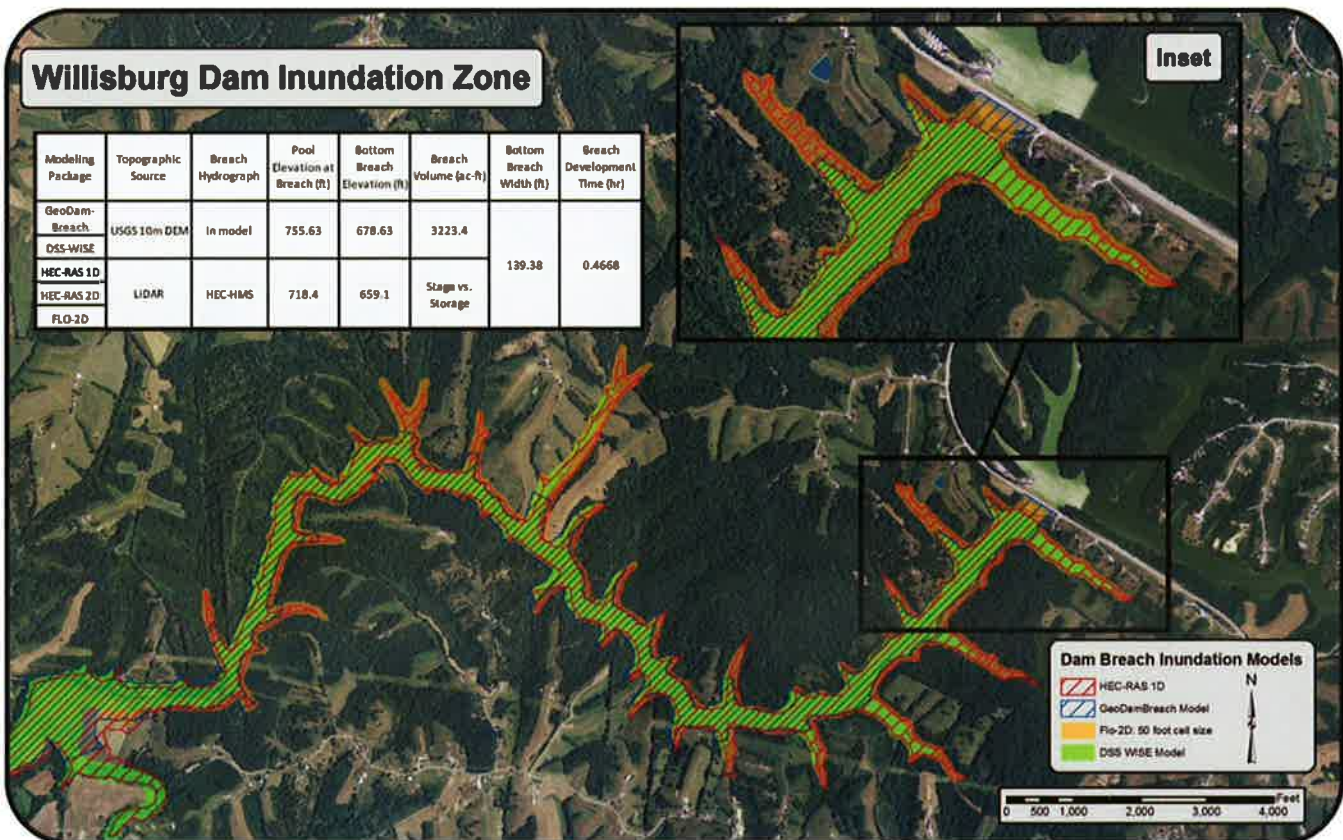 Willisburg Dam Inundation Zone
Inset
Modeling Package
Topographic Source
Breach Hydrograph
Pool Elevation at Breach (ft)
Bottom Breach Elevation (ft)
Breach Volume (ac-ft)
Bottom Breach Width (ft)
Breach Development Time (hr)
GeoDam-Breach
USGS 10m DEM
In model
755.63
678.63
3223.4
139.38
0.4668
DSS-WISE
HEC-RAS 1D
LiDAR
HEC-HMS
718.4
659.1
Stage vs. Storage
HEC-RAS 2D
FLO-2D
Dam Breach Inundation Models
HEC-RAS 1D
GeoDamBreach Model
Flo-2D: 50 foot cell size
DSS WISE Model
N
Feet
0 500 1,000 2,000 3,000 4,000